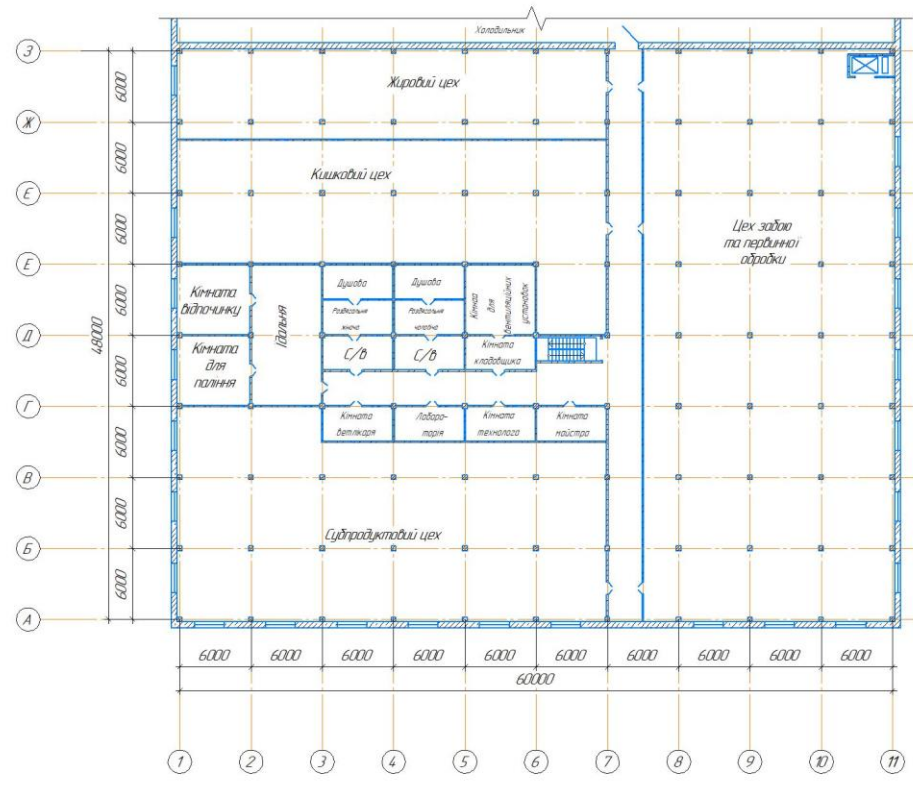 Холодильник
З
Жировий цех
6000
Ж
Кишковий цех
6000
Е
Цех забою
та первинної
обробки
6000
Е
Кімната
відпочинку
Їдальня
Душова
Душова
Роздягальня
жіноча
Роздягальня
чоловіча
для
вентиляційних
установок
6000
48000
Д
Кімната
для
паління
С/в
С/в
Кімната
кладовщика
6000
Г
Кімната
ветлікаря
Лабора-
торія
Кімната
технолога
Кімната
майстра
6000
В
Субпродуктовий цех
6000
Б
6000
А
6000 6000 6000 6000 6000 6000 6000 6000 6000 6000
60000
1 2 3 4 5 6 7 8 9 10 11